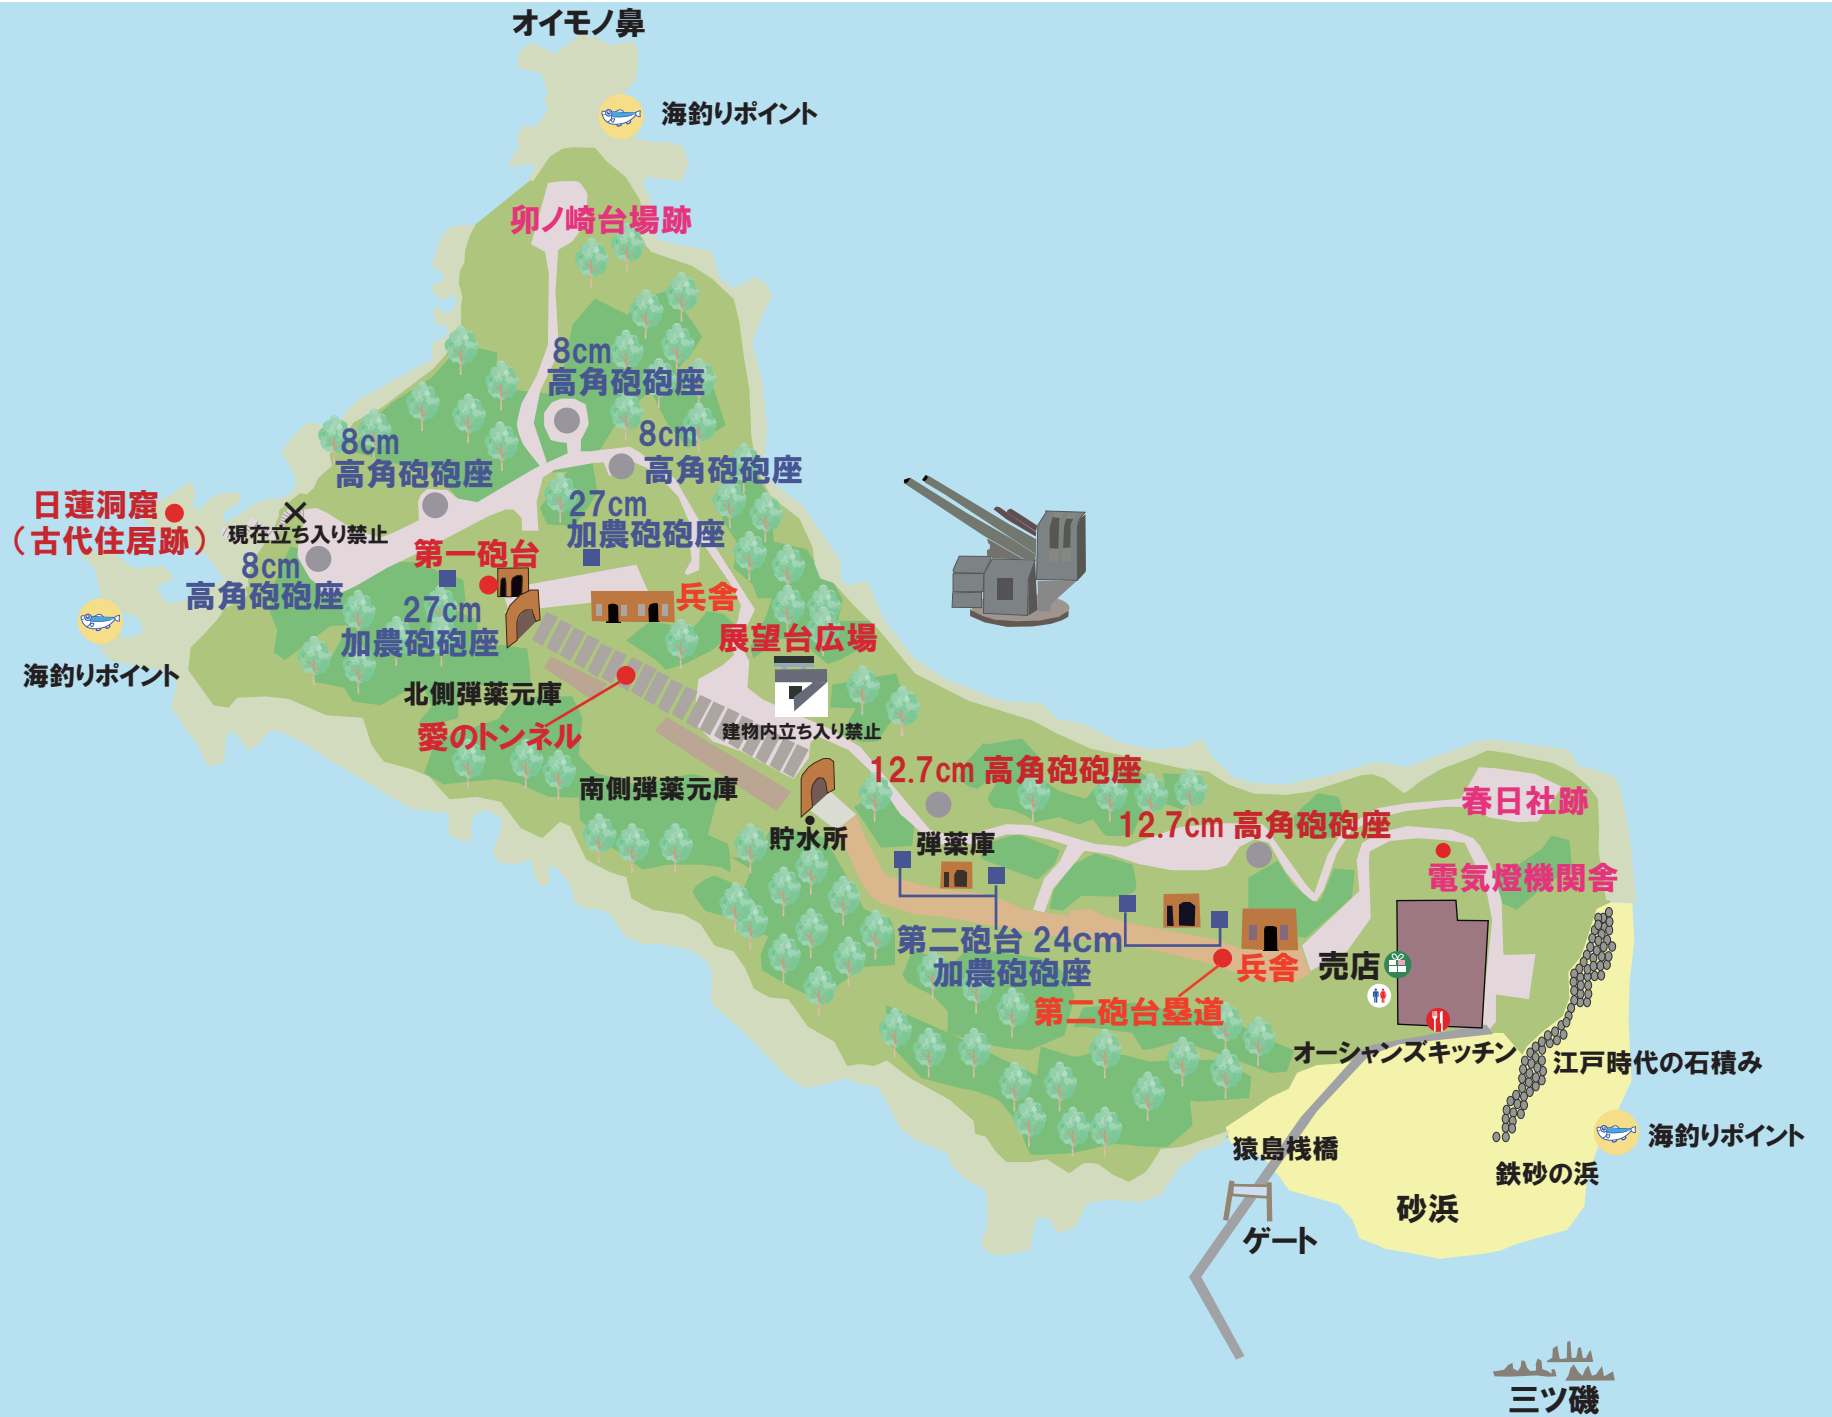 オイモノ鼻
海釣りポイント
卯ノ崎台場跡
8cm
高角砲砲座
8cm
高角砲砲座
8cm
高角砲砲座
日蓮洞窟
（古代住居跡）
現在立ち入り禁止
27cm
加農砲砲座
第一砲台
8cm
高角砲砲座
27cm
加農砲砲座
兵舎
展望台広場
海釣りポイント
北側弾薬元庫
愛のトンネル
建物内立ち入り禁止
南側弾薬元庫
12.7cm 高角砲砲座
春日社跡
12.7cm 高角砲砲座
貯水所
弾薬庫
電気燈機関舎
第二砲台 24cm
加農砲砲座
兵舎
売店
第二砲台塁道
オーシャンズキッチン
江戸時代の石積み
海釣りポイント
猿島桟橋
鉄砂の浜
砂浜
ゲート
三ツ磯